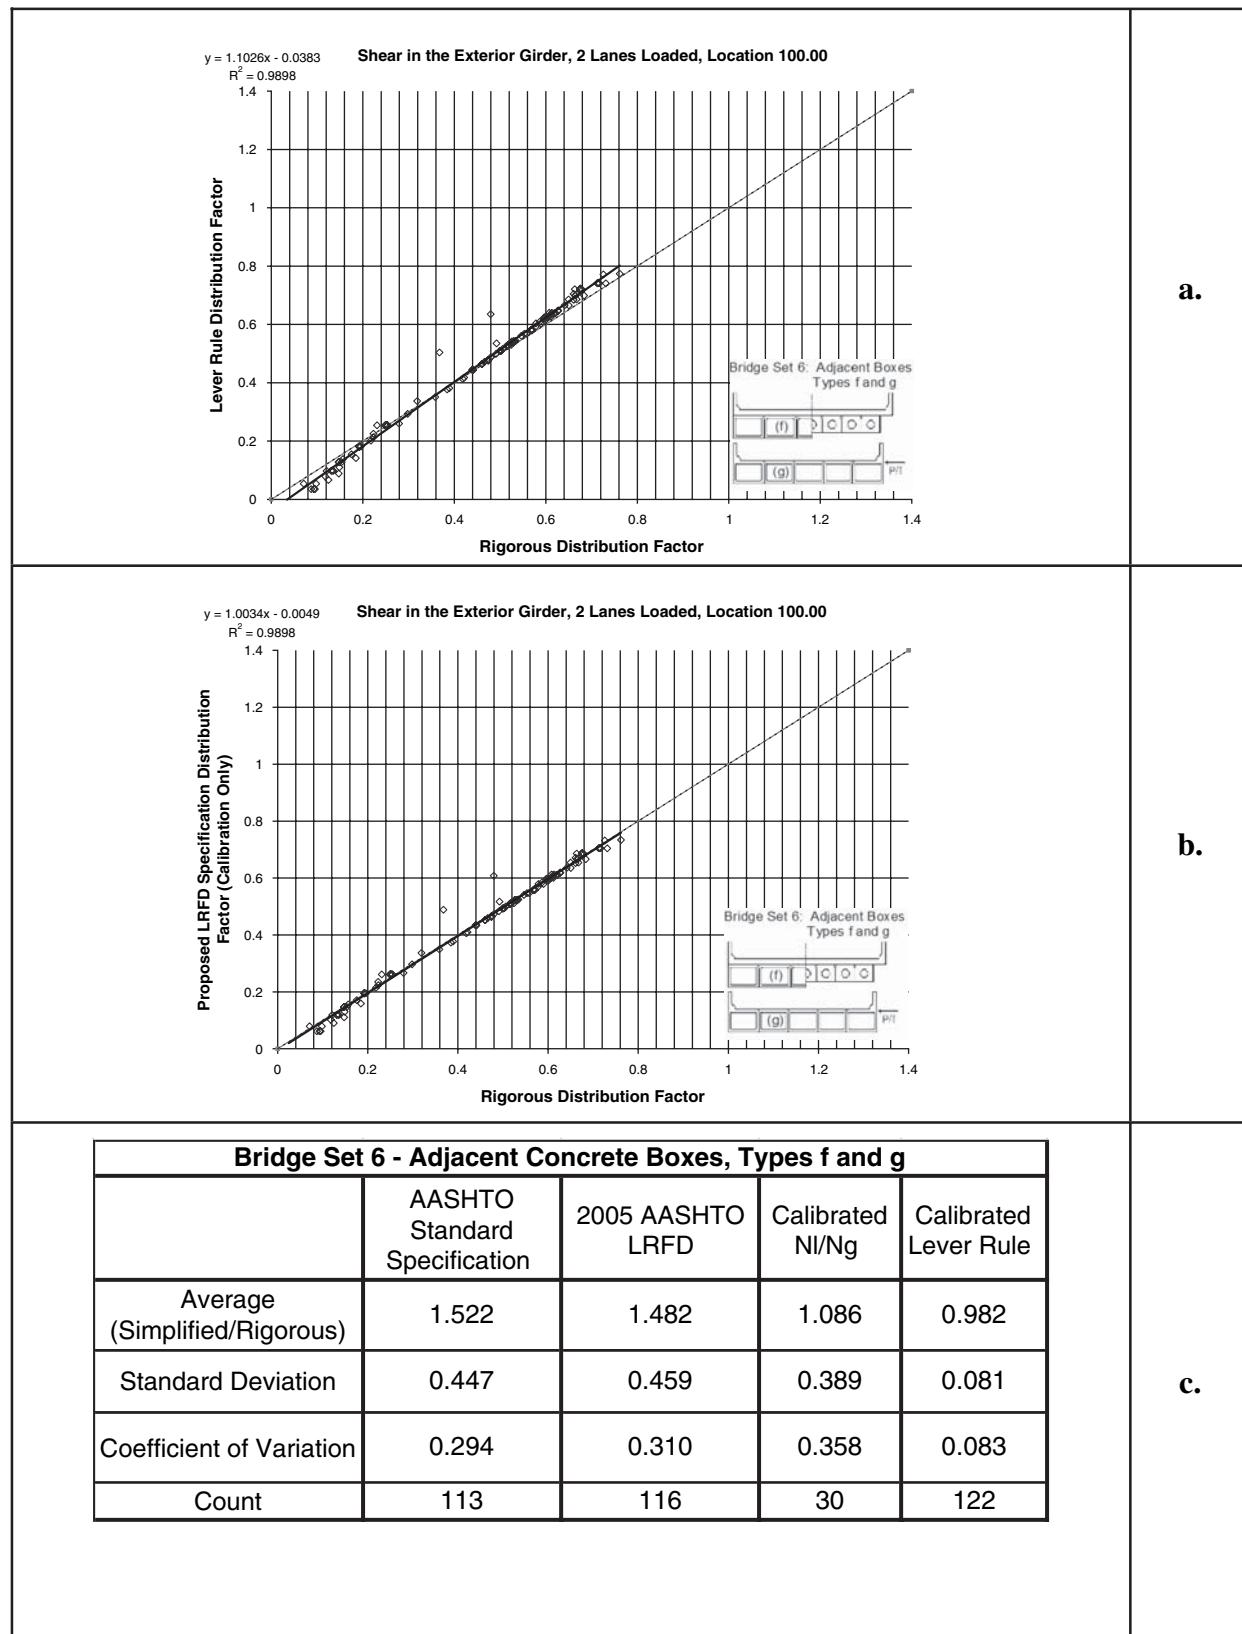 y = 1.1026x - 0.0383
R² = 0.9898
Shear in the Exterior Girder, 2 Lanes Loaded, Location 100.00
1.4
1.2
1
0.8
0.6
0.4
0.2
0
Lever Rule Distribution Factor
0 0.2 0.4 0.6 0.8 1 1.2 1.4
Rigorous Distribution Factor
Bridge Set 6: Adjacent Boxes
Types f and g
(f)
(g)
P/T
a.
y = 1.0034x - 0.0049
R² = 0.9898
Shear in the Exterior Girder, 2 Lanes Loaded, Location 100.00
1.4
1.2
1
0.8
0.6
0.4
0.2
0
Proposed LRFD Specification Distribution
Factor (Calibration Only)
0 0.2 0.4 0.6 0.8 1 1.2 1.4
Rigorous Distribution Factor
Bridge Set 6: Adjacent Boxes
Types f and g
(f)
(g)
P/T
b.
Bridge Set 6 - Adjacent Concrete Boxes, Types f and g
AASHTO
Standard
Specification
2005 AASHTO
LRFD
Calibrated
Nl/Ng
Calibrated
Lever Rule
Average
(Simplified/Rigorous)
1.522 1.482 1.086 0.982
Standard Deviation 0.447 0.459 0.389 0.081
Coefficient of Variation 0.294 0.310 0.358 0.083
Count 113 116 30 122
c.